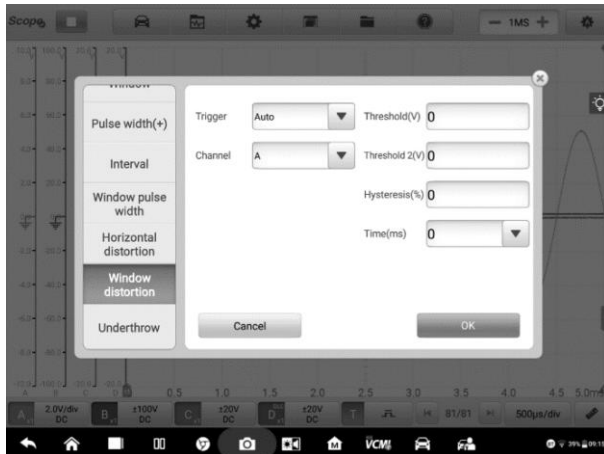 Scope
1MS
Pulse width(+)
Interval
Window pulse
width
Horizontal
distortion
Window
distortion
Underthrow
Trigger
Auto
Threshold(V)
0
Channel
A
Threshold 2(V)
0
Hysteresis(%)
0
Time(ms)
0
Cancel
OK
0.5 1.0 1.5 2.0 2.5 3.0 3.5 4.0 4.5 5.0ms
A
2.0V/div
DC
B
±100V
DC
C
±20V
DC
D
±20V
DC
T
81/81
500μs/div
VCMI
39%